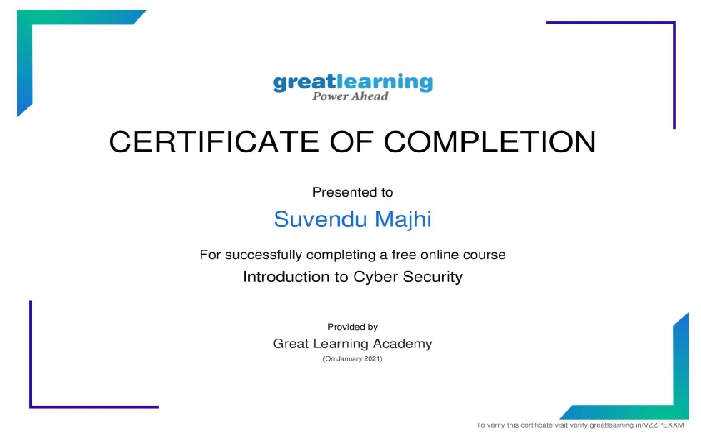 greatlearning
Power Ahead
CERTIFICATE OF COMPLETION
Presented to
Suvendu Majhi
For successfully completing a free online course
Introduction to Cyber Security
Provided by
Great Learning Academy
(On January 2021)
To verify this certificate visit verify.greatlearning.in/